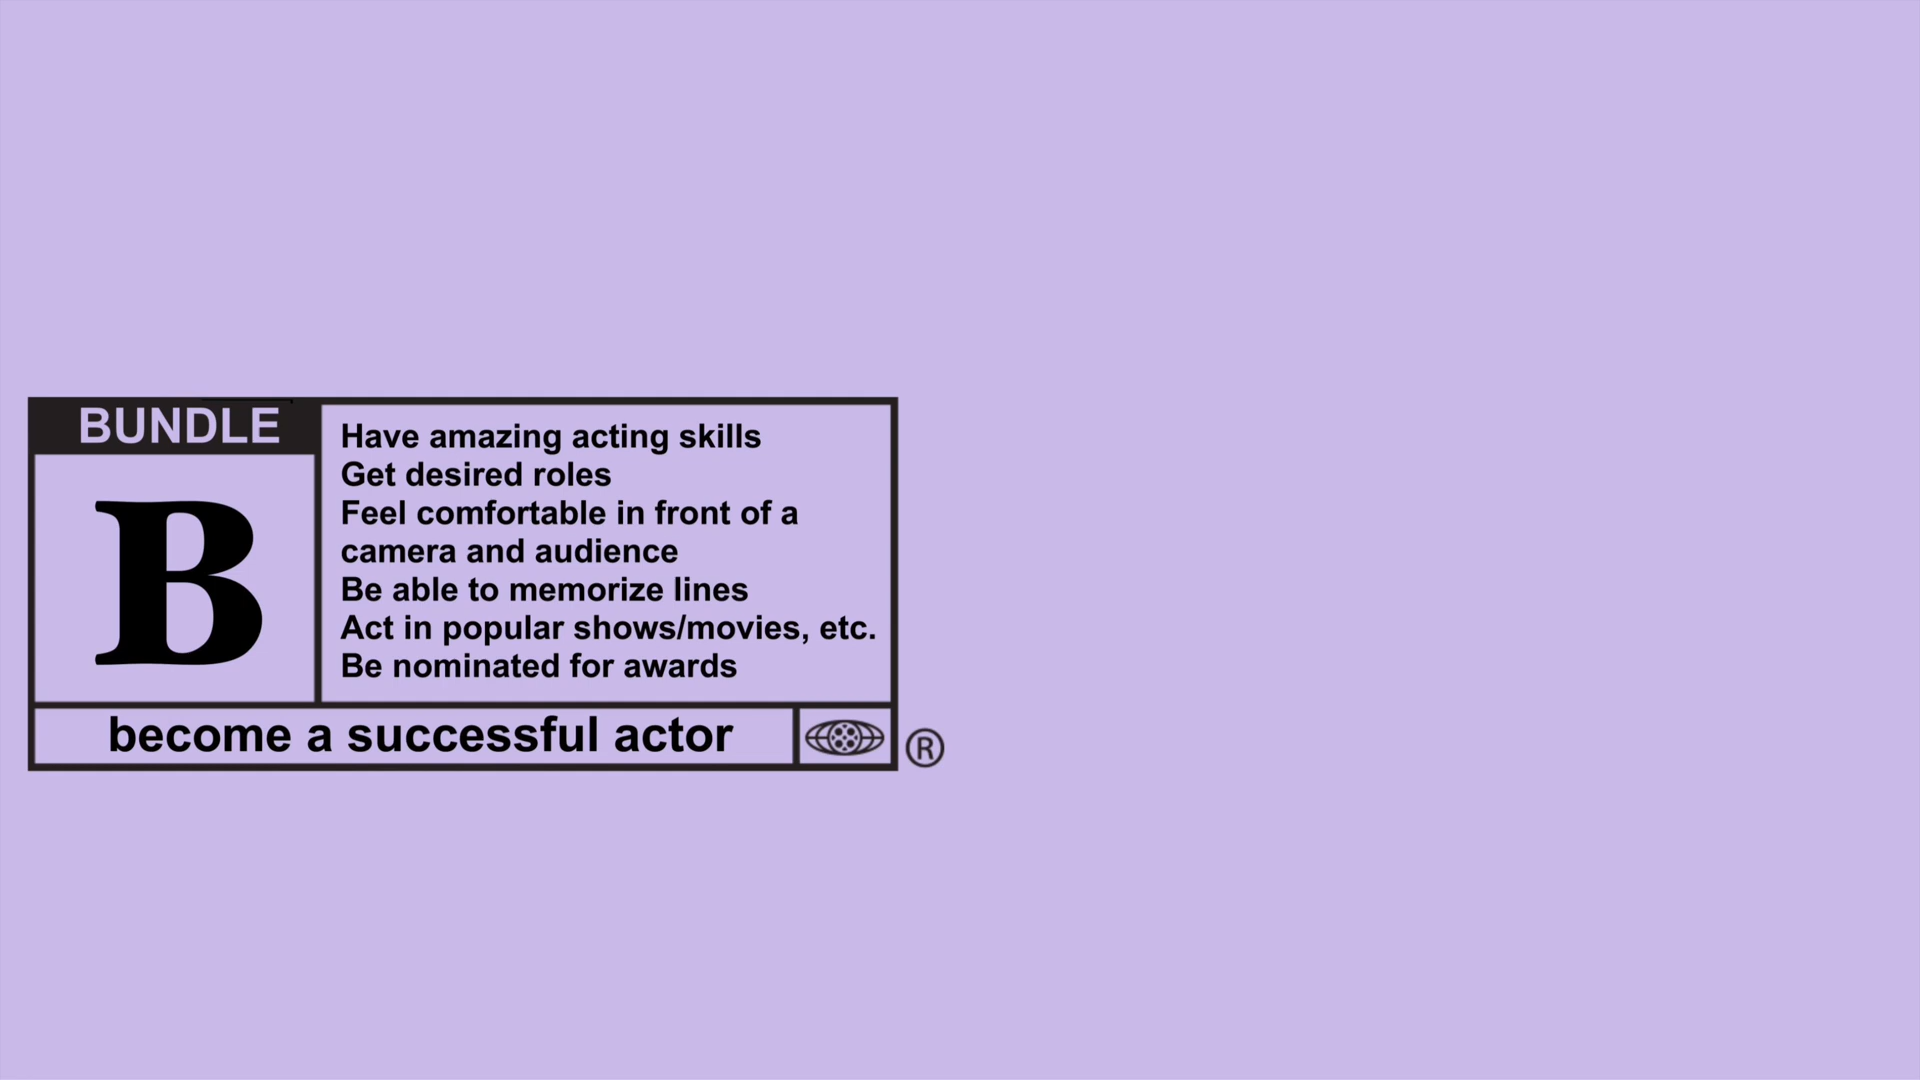 BUNDLE
B
Have amazing acting skills
Get desired roles
Feel comfortable in front of a
camera and audience
Be able to memorize lines
Act in popular shows/movies, etc.
Be nominated for awards
become a successful actor
®